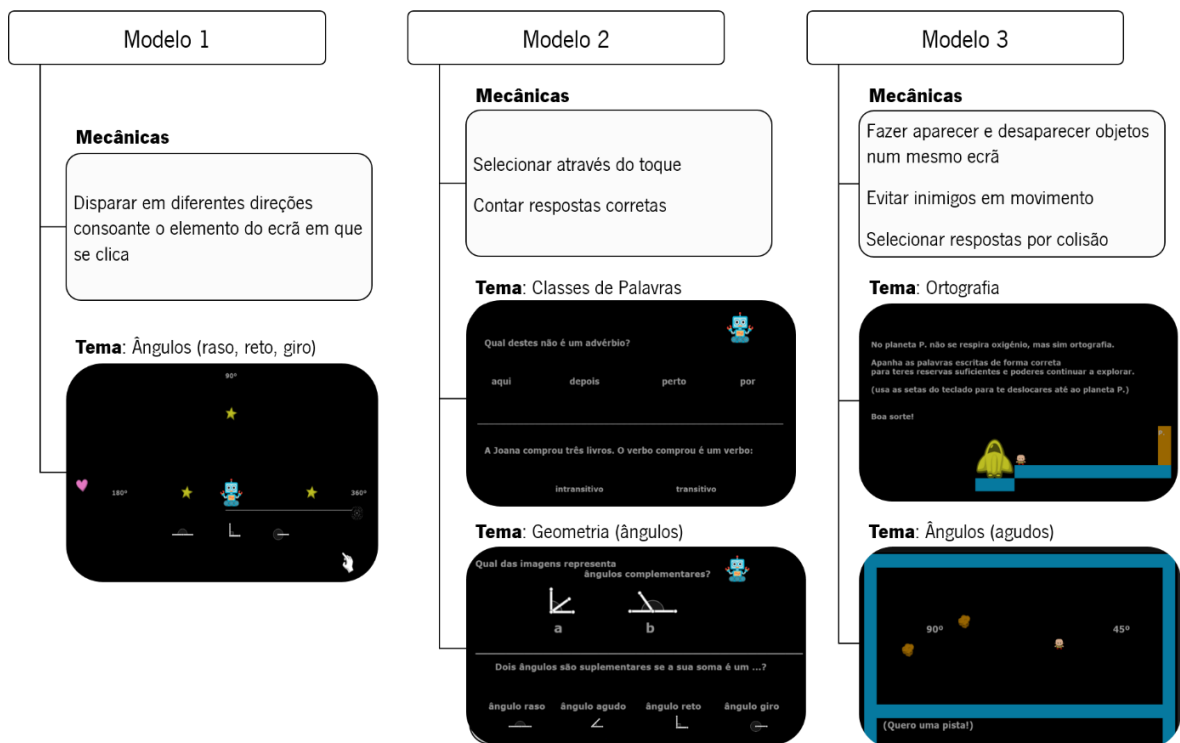 Modelo 1
Mecânicas
Disparar em diferentes direções
consoante o elemento do ecrã em que
se clica
Tema: Ângulos (raso, reto, giro)
90º
180º
360º
Modelo 2
Mecânicas
Selecionar através do toque
Contar respostas corretas
Tema: Classes de Palavras
Qual destes não é um advérbio?
aqui depois perto por
A Joana comprou três livros. O verbo comprou é um verbo:
intransitivo transitivo
Tema: Geometria (ângulos)
Qual das imagens representa
ângulos complementares?
a b
Dois ângulos são suplementares se a sua soma é um ...?
ângulo raso ângulo agudo ângulo reto ângulo giro
Modelo 3
Mecânicas
Fazer aparecer e desaparecer objetos
num mesmo ecrã
Evitar inimigos em movimento
Selecionar respostas por colisão
Tema: Ortografia
No planeta P. não se respira oxigénio, mas sim ortografia.
Apanha as palavras escritas de forma correta
para teres reservas suficientes e poderes continuar a explorar.
(usa as setas do teclado para te deslocares até ao planeta P.)
Boa sorte!
Tema: Ângulos (agudos)
90º
45º
(Quero uma pista!)